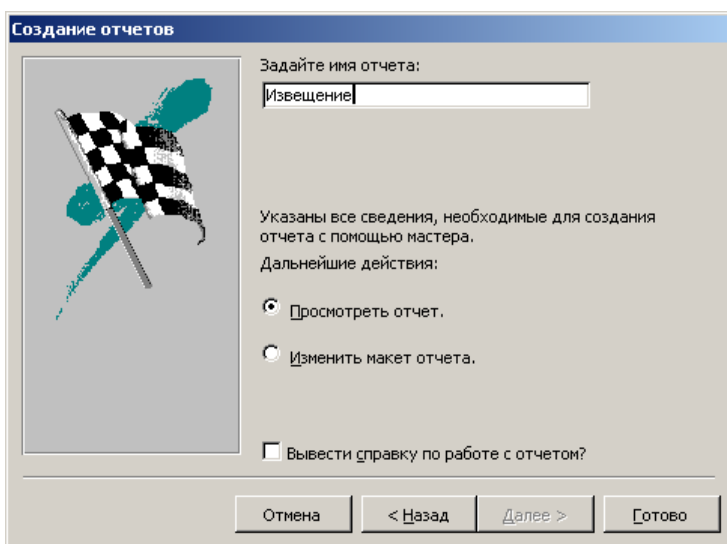 Создание отчетов
Задайте имя отчета:
Извещение
Указаны все сведения, необходимые для создания
отчета с помощью мастера.
Дальнейшие действия:
Просмотреть отчет.
Изменить макет отчета.
Вывести справку по работе с отчетом?
Отмена
< Назад
Далее >
Готово